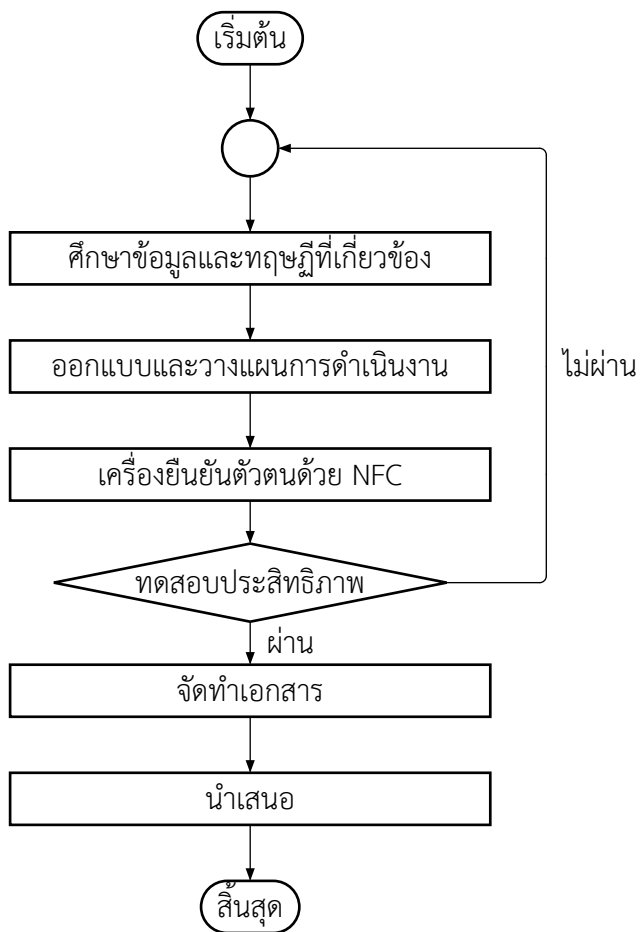 เริ่มต้น
ศึกษาข้อมูลและทฤษฏีที่เกี่ยวข้อง
ออกแบบและวางแผนการดำเนินงาน
ไม่ผ่าน
เครื่องยืนยันตัวตนด้วย NFC
ทดสอบประสิทธิภาพ
ผ่าน
จัดทำเอกสาร
นำเสนอ
สิ้นสุด